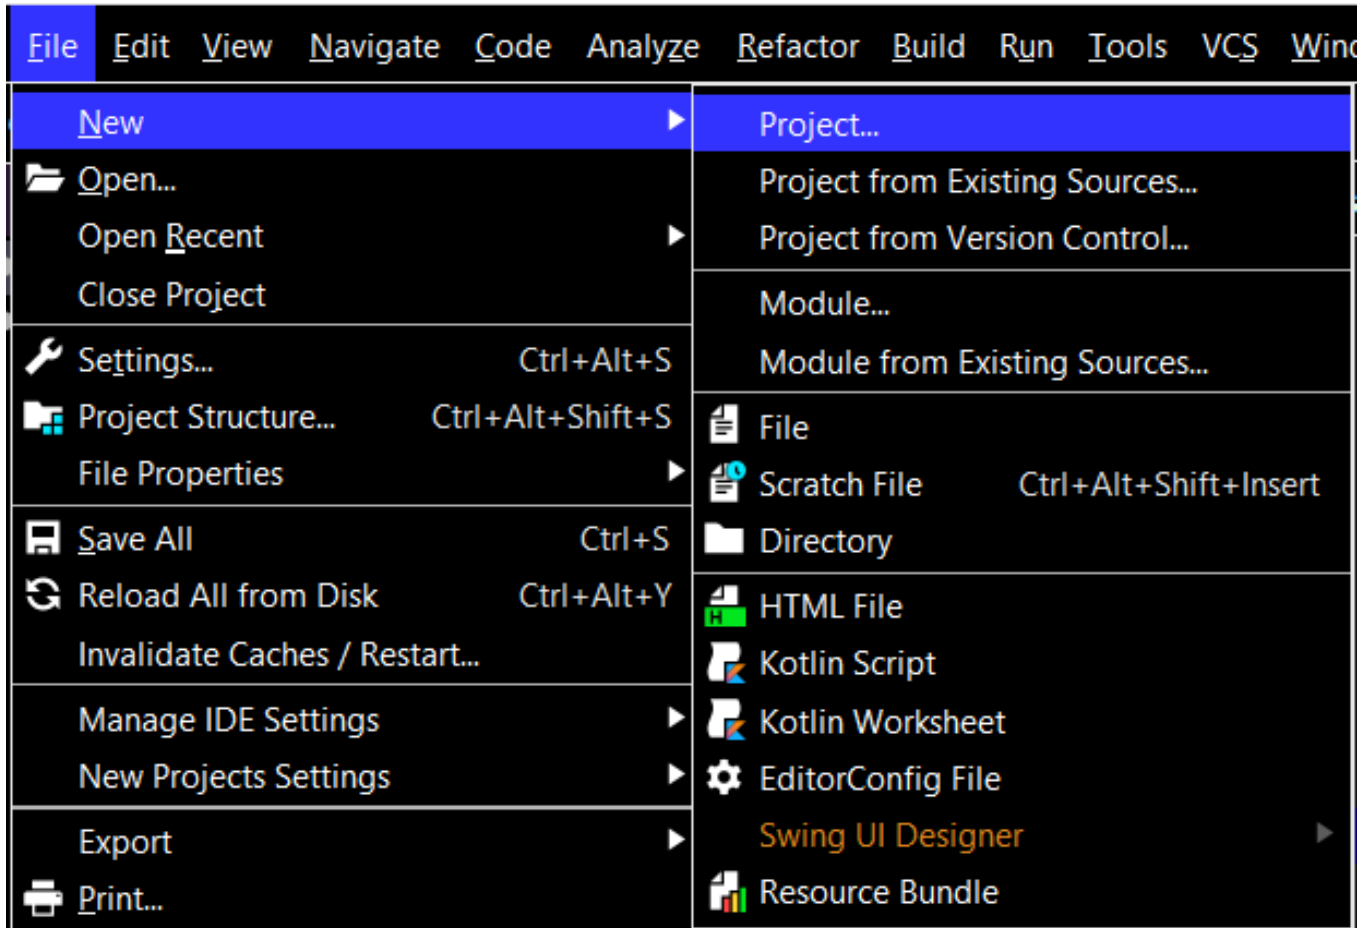 File Edit View Navigate Code Analyze Refactor Build Run Tools VCS
New
Open...
Open Recent
Close Project
Settings... Ctrl+Alt+S
Project Structure... Ctrl+Alt+Shift+S
File Properties
Save All Ctrl+S
Reload All from Disk Ctrl+Alt+Y
Invalidate Caches / Restart...
Manage IDE Settings
New Projects Settings
Export
Print...
Project...
Project from Existing Sources...
Project from Version Control...
Module...
Module from Existing Sources...
File
Scratch File Ctrl+Alt+Shift+Insert
Directory
H HTML File
Kotlin Script
Kotlin Worksheet
EditorConfig File
Swing UI Designer
Resource Bundle